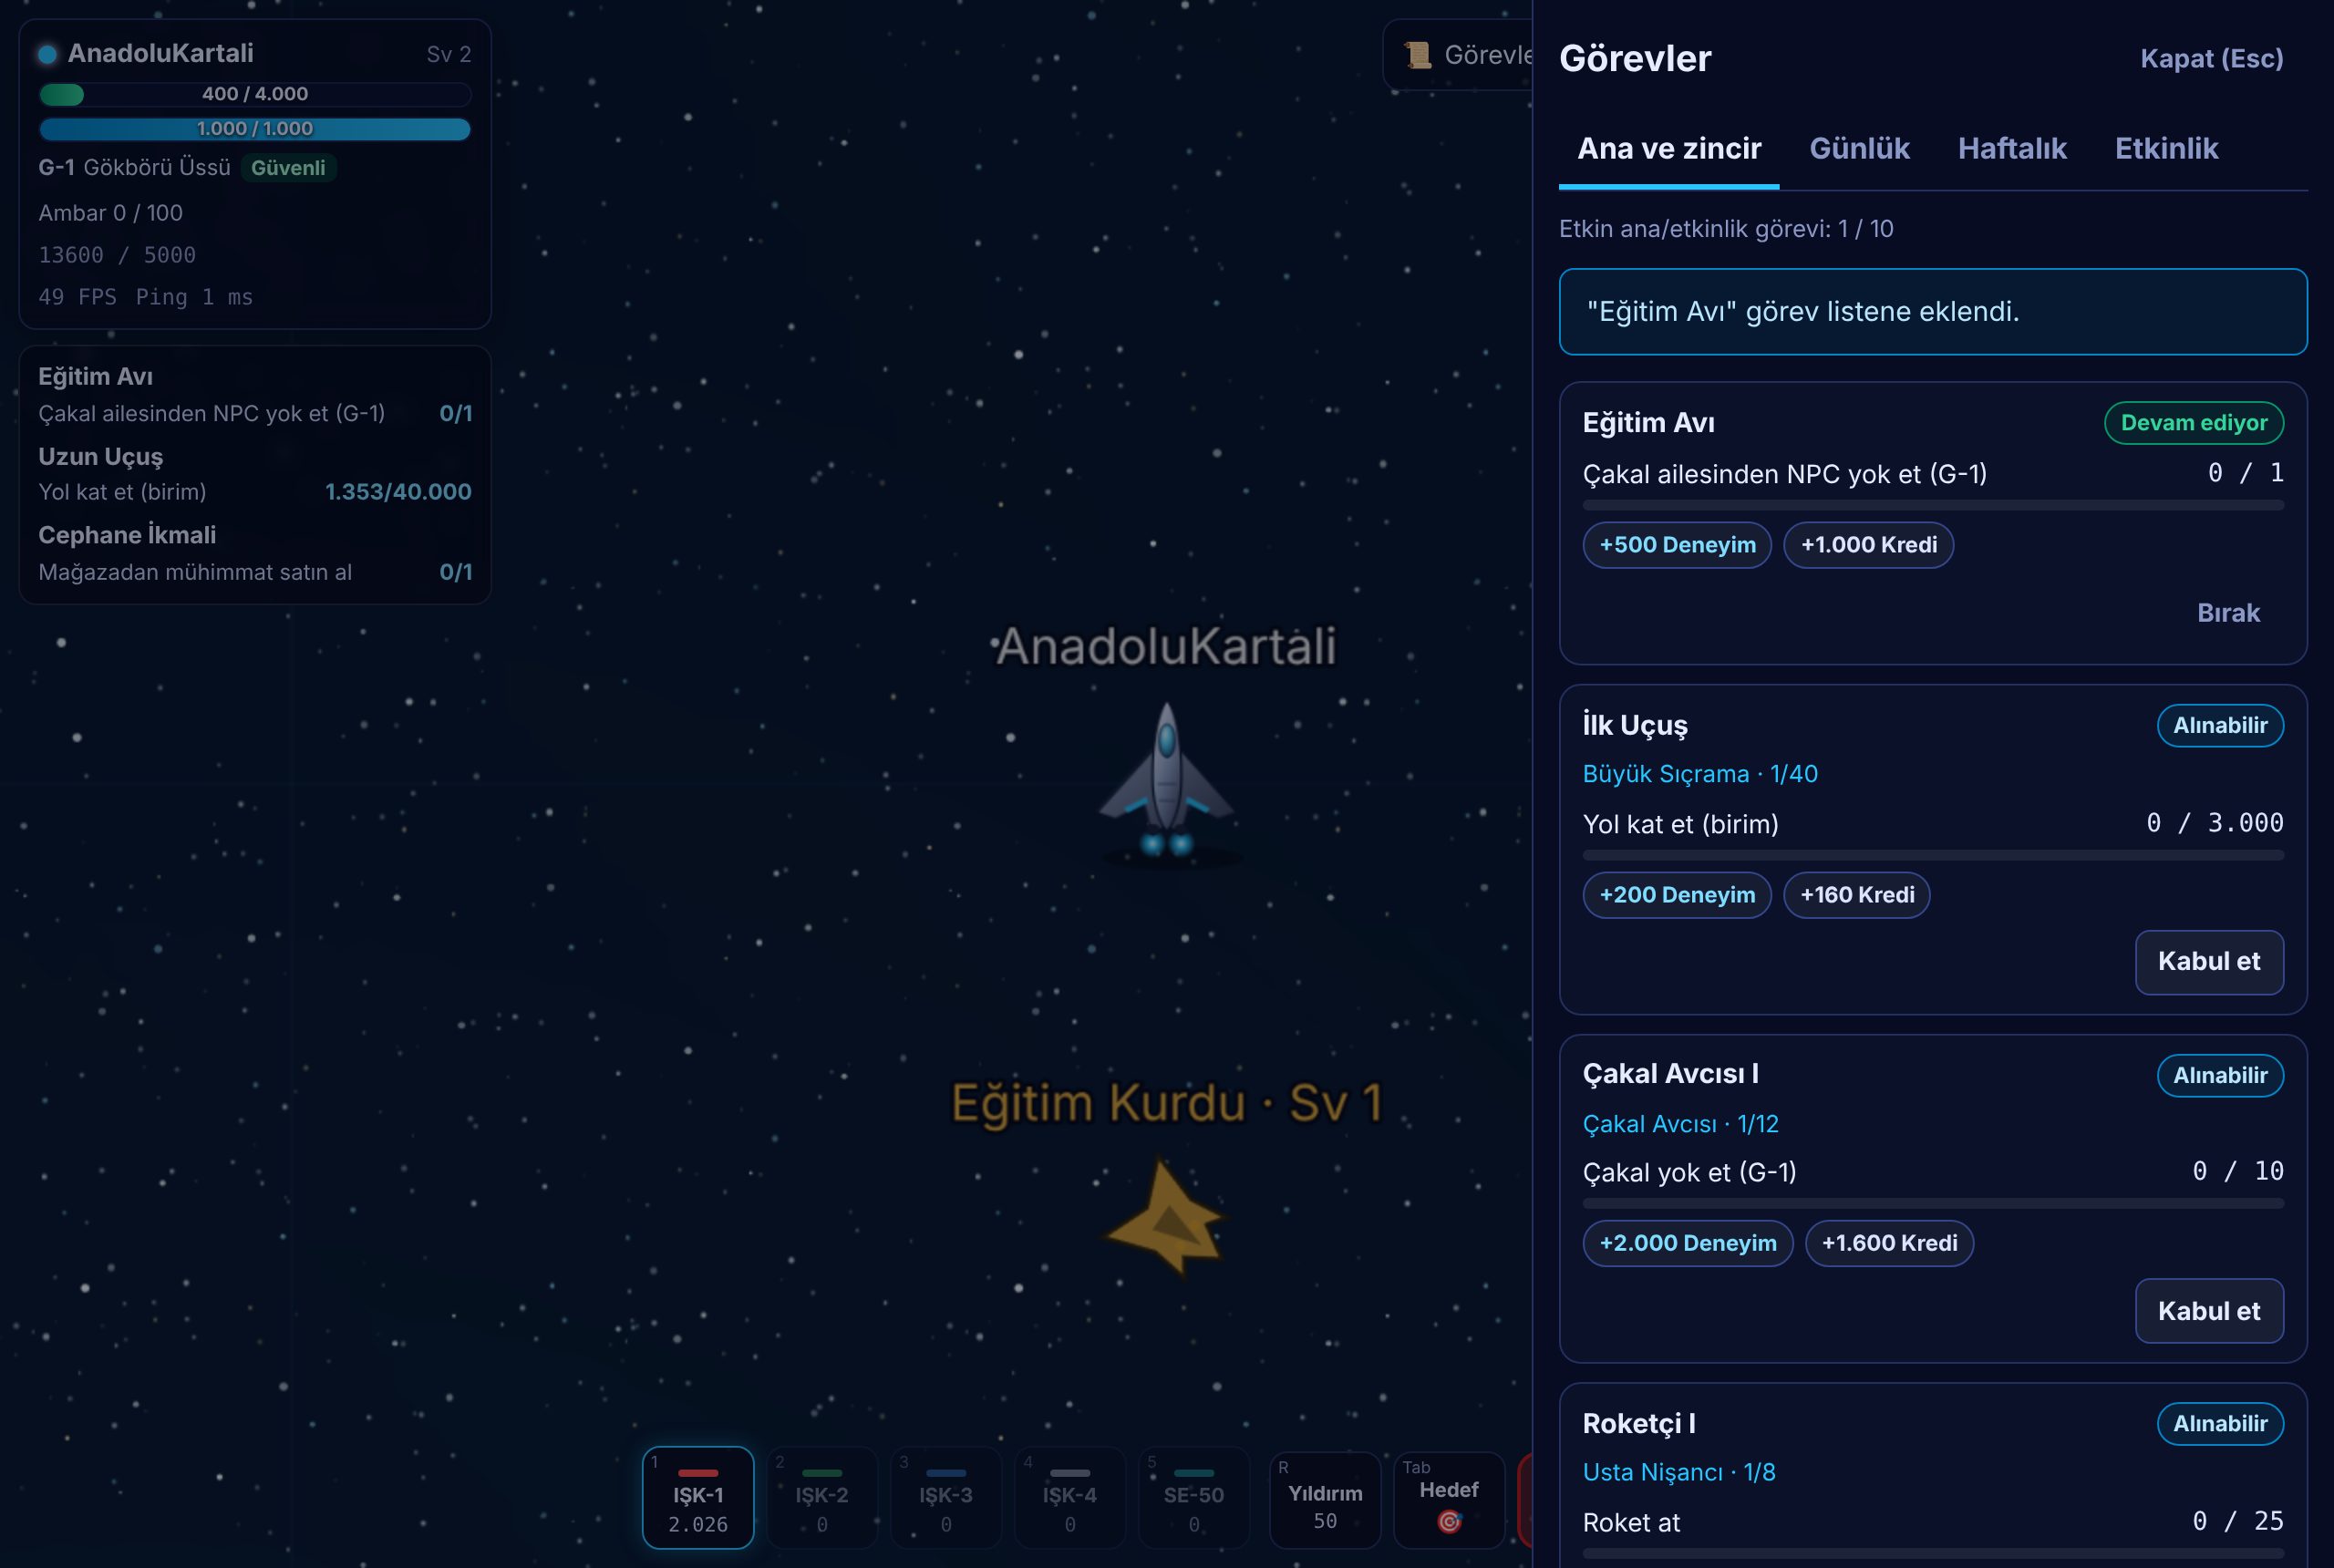 AnadoluKartali Sv 2
400 / 4.000
1.000 / 1.000
G-1 Gökbörü Üssü Güvenli
Ambar 0 / 100
13600 / 5000
49 FPS Ping 1 ms
Eğitim Avı
Çakal ailesinden NPC yok et (G-1) 0/1
Uzun Uçuş
Yol kat et (birim) 1.353/40.000
Cephane İkmali
Mağazadan mühimmat satın al 0/1
AnadoluKartali
Eğitim Kurdu · Sv 1
1
IŞK-1
2.026
2
IŞK-2
0
3
IŞK-3
0
4
IŞK-4
0
5
SE-50
0
R
Yıldırım
50
Tab
Hedef
Görevle
Görevler Kapat (Esc)
Ana ve zincir Günlük Haftalık Etkinlik
Etkin ana/etkinlik görevi: 1 / 10
"Eğitim Avı" görev listene eklendi.
Eğitim Avı Devam ediyor
Çakal ailesinden NPC yok et (G-1) 0 / 1
+500 Deneyim +1.000 Kredi
Bırak
İlk Uçuş Alınabilir
Büyük Sıçrama · 1/40
Yol kat et (birim) 0 / 3.000
+200 Deneyim +160 Kredi
Kabul et
Çakal Avcısı I Alınabilir
Çakal Avcısı · 1/12
Çakal yok et (G-1) 0 / 10
+2.000 Deneyim +1.600 Kredi
Kabul et
Roketçi I Alınabilir
Usta Nişancı · 1/8
Roket at 0 / 25